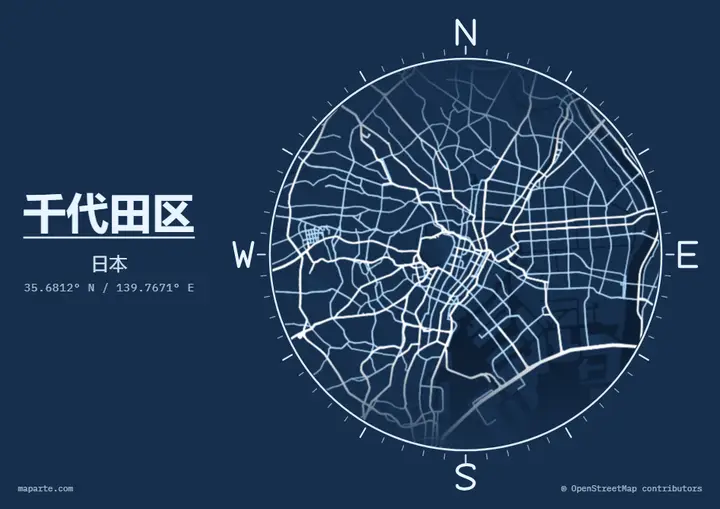 千代田区
日本
35.6812° N / 139.7671° E
N
W
E
S
maparte.com
© OpenStreetMap contributors